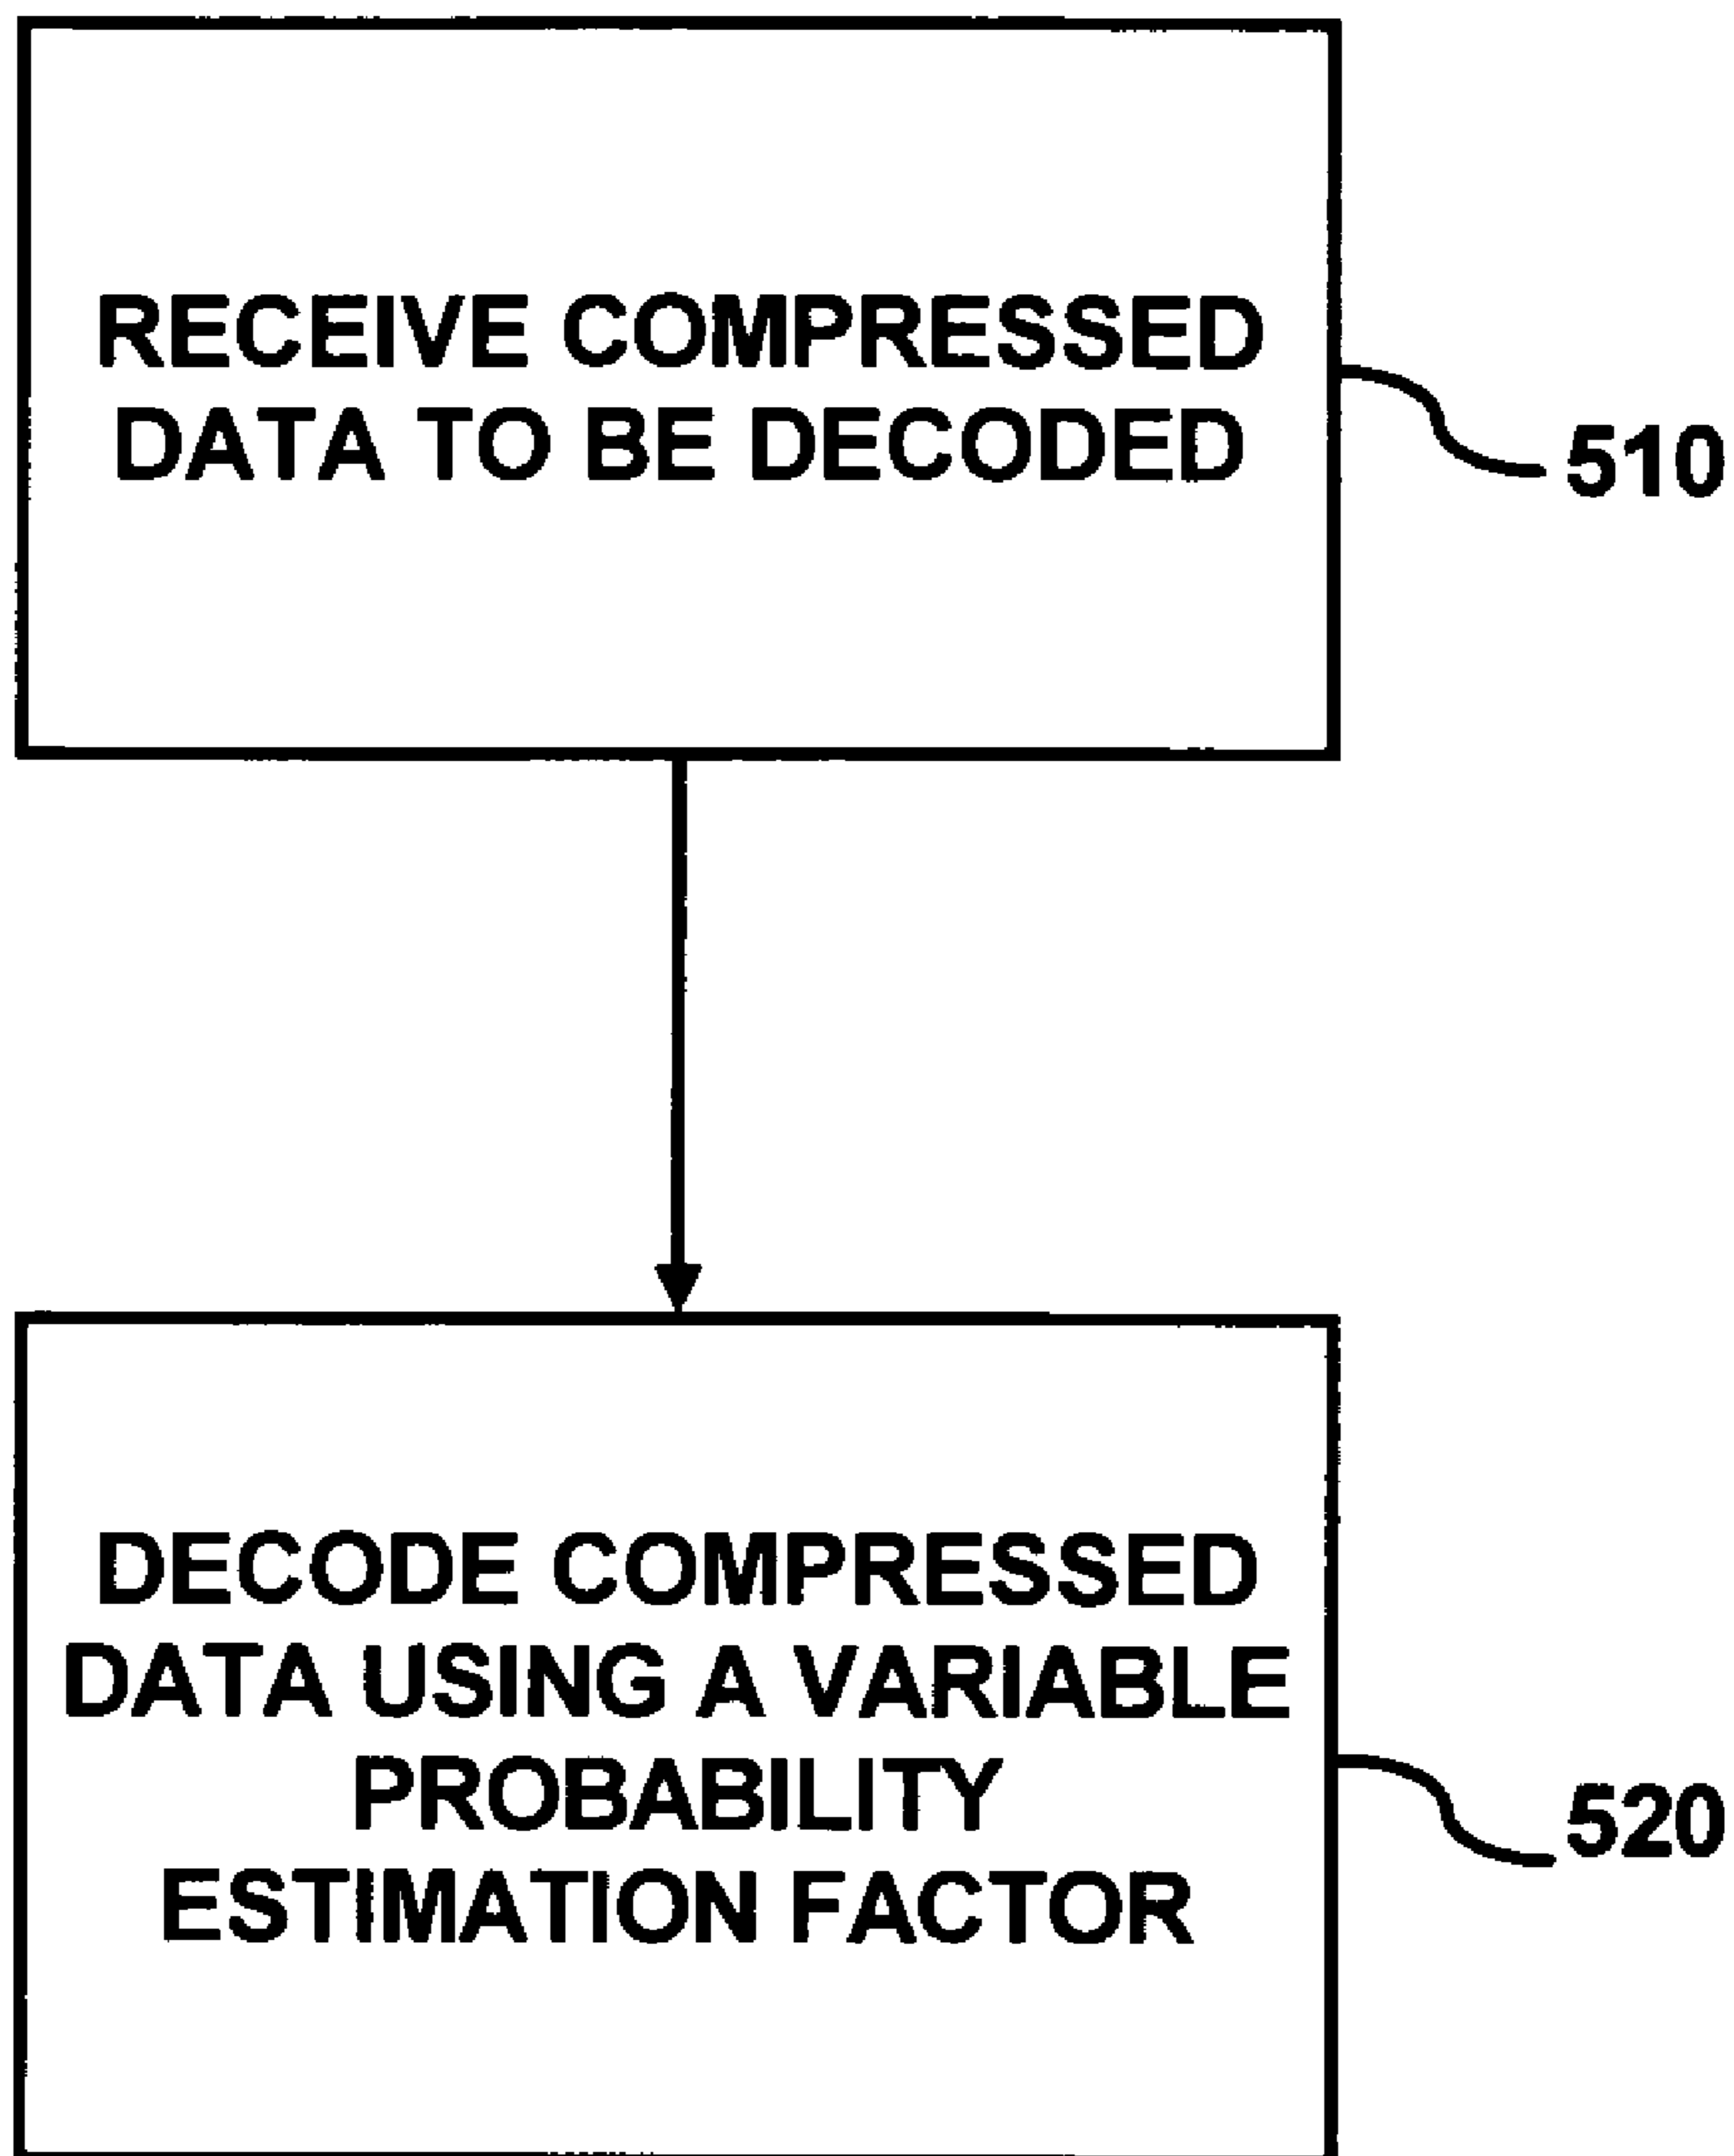 RECEIVE COMPRESSED
DATA TO BE DECODED
510
DECODE COMPRESSED
DATA USING A VARIABLE
PROBABILITY
ESTIMATION FACTOR
520